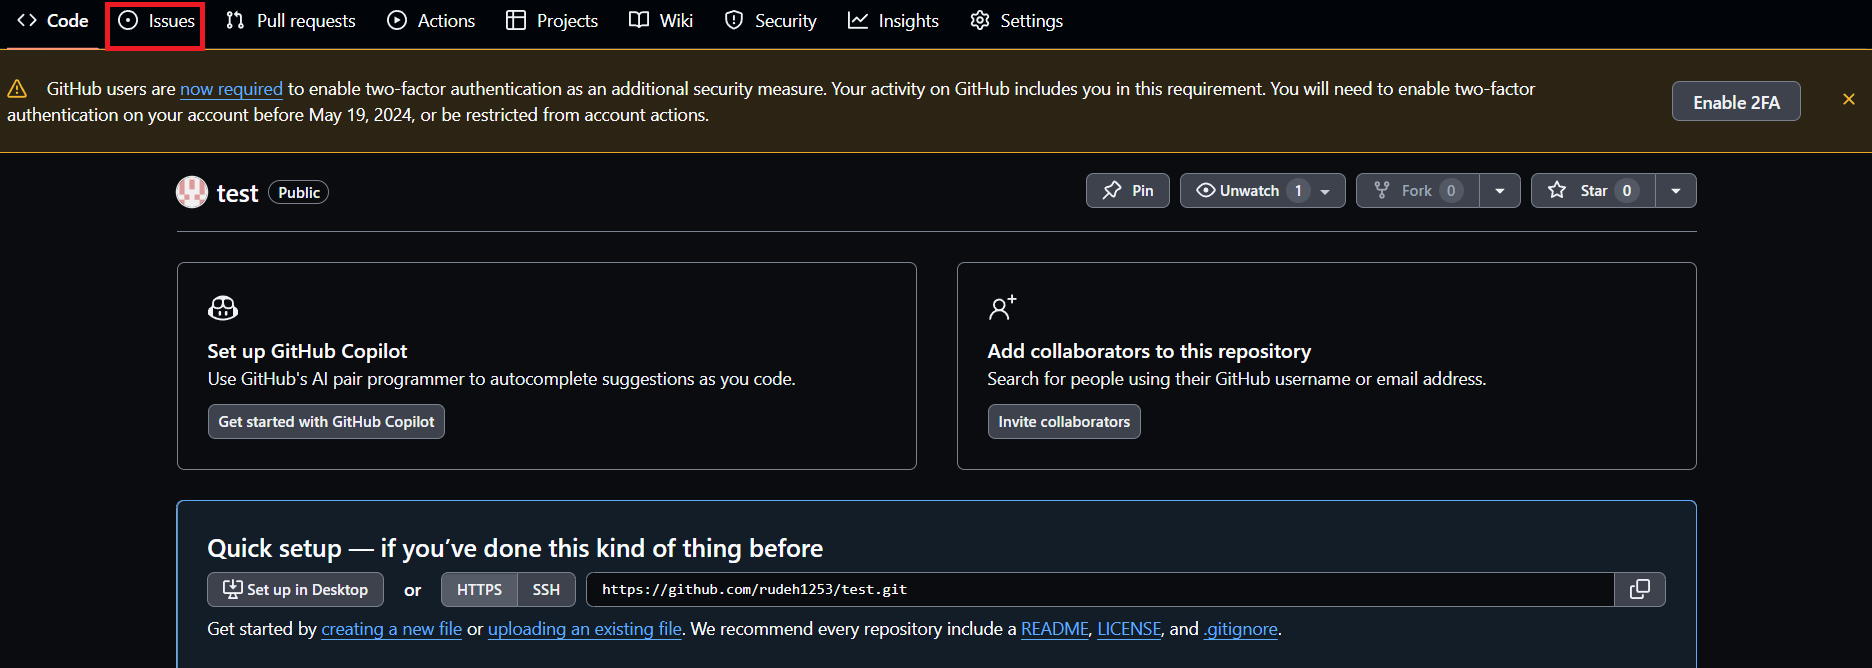 Code Issues Pull requests Actions Projects Wiki Security Insights Settings
GitHub users are now required to enable two-factor authentication as an additional security measure. Your activity on GitHub includes you in this requirement. You will need to enable two-factor
authentication on your account before May 19, 2024, or be restricted from account actions.
Enable 2FA
test Public
Pin Unwatch 1 Fork 0 Star 0
Set up GitHub Copilot
Use GitHub's AI pair programmer to autocomplete suggestions as you code.
Get started with GitHub Copilot
Add collaborators to this repository
Search for people using their GitHub username or email address.
Invite collaborators
Quick setup — if you've done this kind of thing before
Set up in Desktop or HTTPS SSH https://github.com/rudeh1253/test.git
Get started by creating a new file or uploading an existing file. We recommend every repository include a README, LICENSE, and .gitignore.